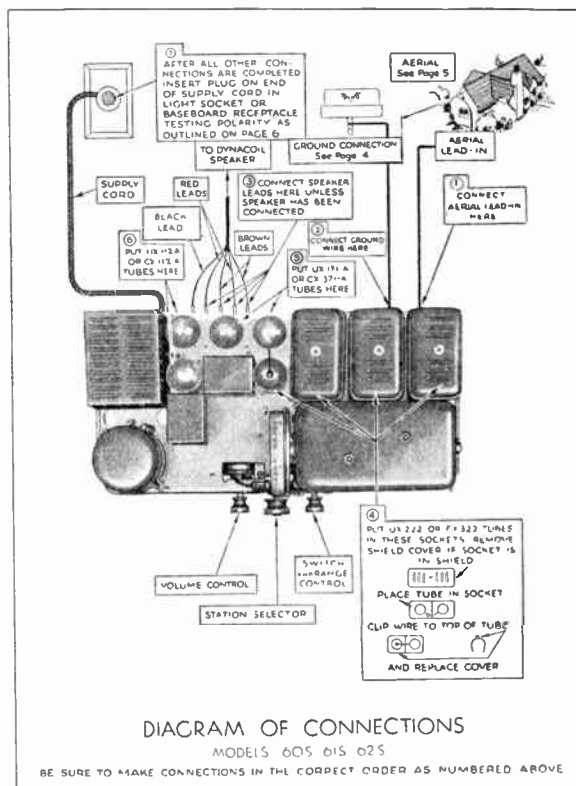 ⑦
AFTER ALL OTHER CON-
NECTIONS ARE COMPLETED
INSERT PLUG ON END
OF SUPPLY CORD IN
LIGHT SOCKET OR
BASEBOARD RECEPTACLE
TESTING POLARITY AS
OUTLINED ON PAGE 6
AERIAL
See Page 5
TO DYNACOIL
SPEAKER
GROUND CONNECTION
See Page 4
AERIAL
LEAD-IN
SUPPLY
CORD
RED
LEADS
③ CONNECT SPEAKER
LEADS HERE UNLESS
SPEAKER HAS BEEN
CONNECTED
①
CONNECT
AERIAL LEAD-IN
HERE
BLACK
LEAD
②
CONNECT GROUND
WIRE HERE
BROWN
LEADS
⑥
PUT UX 112 A
OR CX 112 A
TUBES HERE
⑤
PUT UX 171-A
OR CX 371-A
TUBES HERE
④
PUT UX 222 OR CX 322 TUBES
IN THESE SOCKETS REMOVE
SHIELD COVER IF SOCKET IS
IN SHIELD
PLACE TUBE IN SOCKET
CLIP WIRE TO TOP OF TUBE
AND REPLACE COVER
VOLUME CONTROL
SWITCH
AND RANGE
CONTROL
STATION SELECTOR
DIAGRAM OF CONNECTIONS
MODELS 60S 61S 62S
BE SURE TO MAKE CONNECTIONS IN THE CORRECT ORDER AS NUMBERED ABOVE